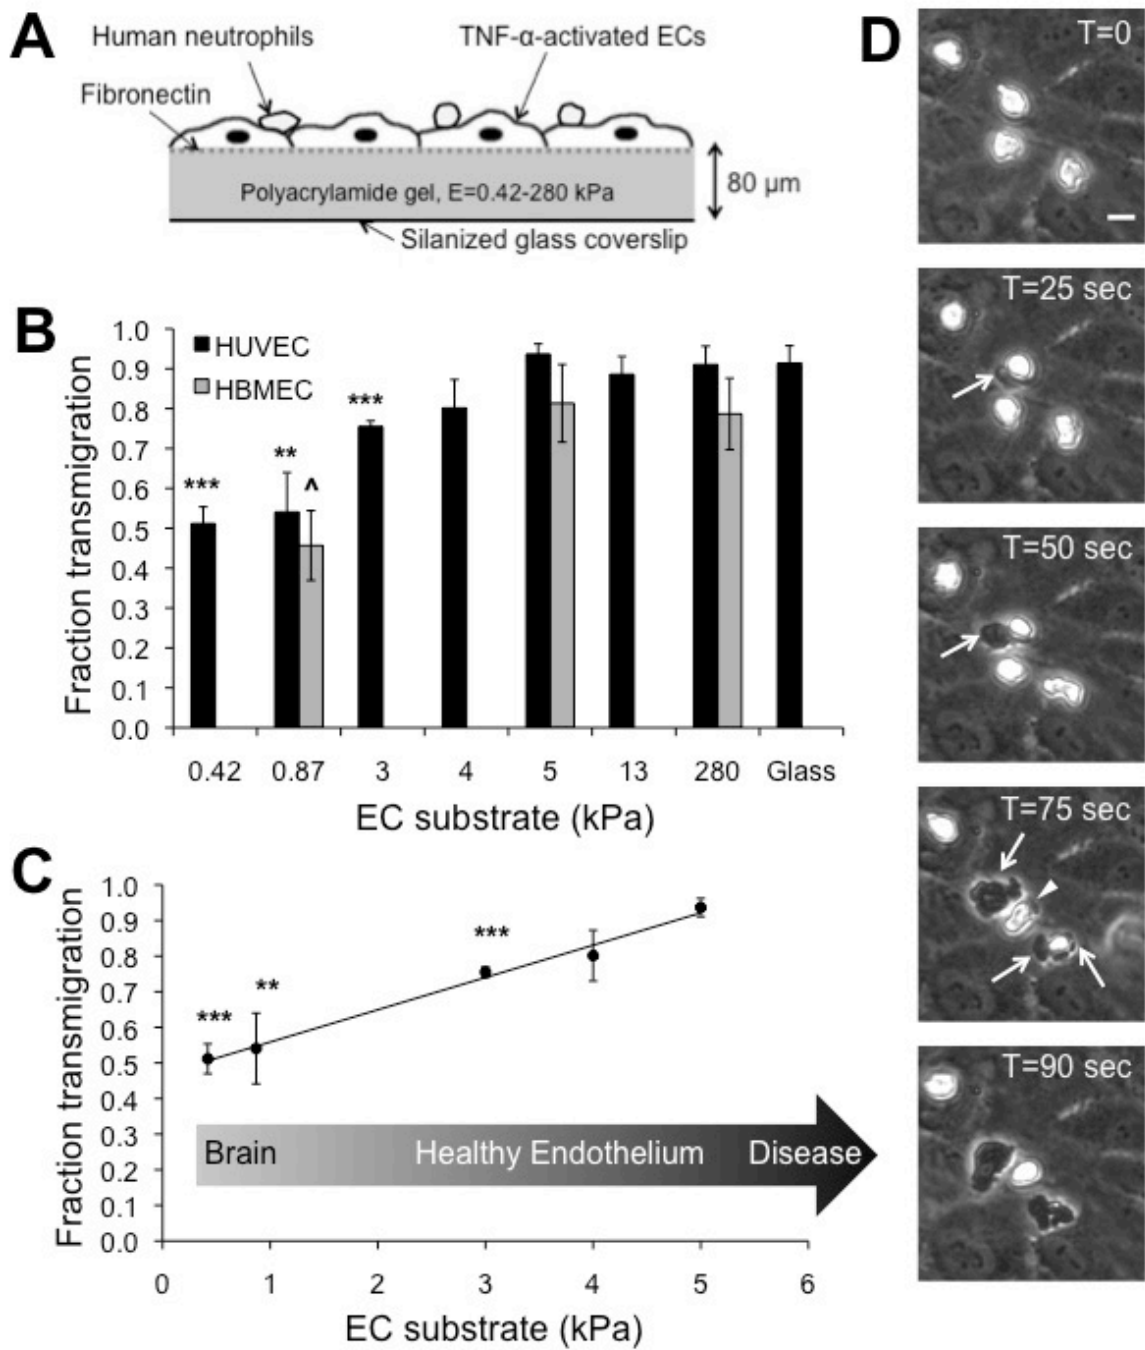 A
Human neutrophils
TNF-α-activated ECs
Fibronectin
Polyacrylamide gel, E=0.42-280 kPa
80 μm
Silanized glass coverslip
B
Fraction transmigration
1.0
0.9
0.8
0.7
0.6
0.5
0.4
0.3
0.2
0.1
0.0
HUVEC
HBMEC
***
**
^
***
0.42 0.87 3 4 5 13 280 Glass
EC substrate (kPa)
C
Fraction transmigration
1.0
0.9
0.8
0.7
0.6
0.5
0.4
0.3
0.2
0.1
0.0
***
**
***
Brain Healthy Endothelium Disease
0 1 2 3 4 5 6
EC substrate (kPa)
D
T=0
T=25 sec
T=50 sec
T=75 sec
T=90 sec